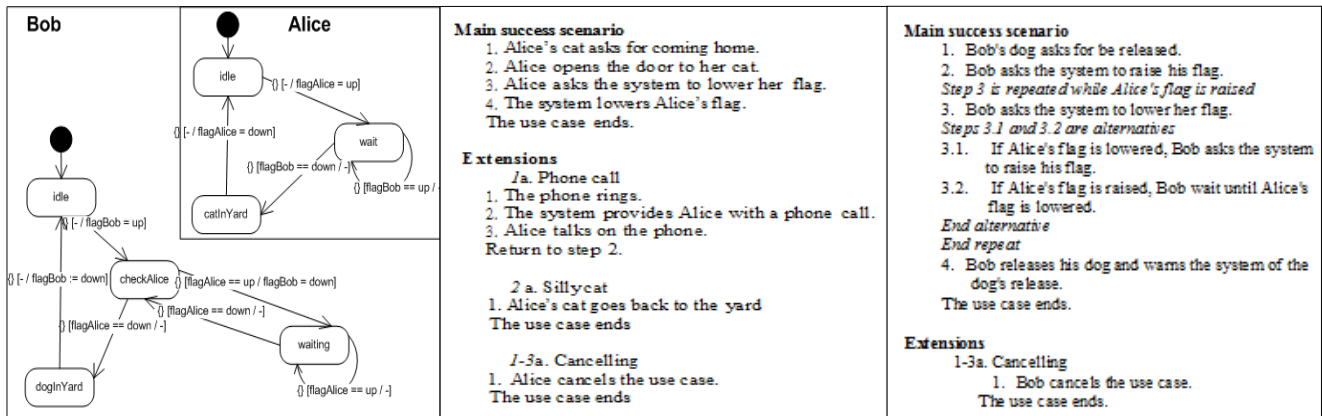 Bob
Alice
idle
{} [- / flagAlice = up]
{} [- / flagAlice = down]
wait
{} [flagBob == down / -]
{} [flagBob == up / -]
catInYard
idle
{} [- / flagBob = up]
{} [- / flagBob := down]
checkAlice
{} [flagAlice == up / flagBob = down]
{} [flagAlice == down / -]
{} [flagAlice == down / -]
waiting
dogInYard
{} [flagAlice == up / -]
Main success scenario
1. Alice's cat asks for coming home.
2. Alice opens the door to her cat.
3. Alice asks the system to lower her flag.
4. The system lowers Alice's flag.
The use case ends.
Extensions
1a. Phone call
1. The phone rings.
2. The system provides Alice with a phone call.
3. Alice talks on the phone.
Return to step 2.
2 a. Sillycat
1. Alice's cat goes back to the yard
The use case ends
1-3a. Cancelling
1. Alice cancels the use case.
The use case ends
Main success scenario
1. Bob's dog asks for be released.
2. Bob asks the system to raise his flag.
Step 3 is repeated while Alice's flag is raised
3. Bob asks the system to lower her flag.
Steps 3.1 and 3.2 are alternatives
3.1. If Alice's flag is lowered, Bob asks the system
to raise his flag.
3.2. If Alice's flag is raised, Bob wait until Alice's
flag is lowered.
End alternative
End repeat
4. Bob releases his dog and warns the system of the
dog's release.
The use case ends.
Extensions
1-3a. Cancelling
1. Bob cancels the use case.
The use case ends.